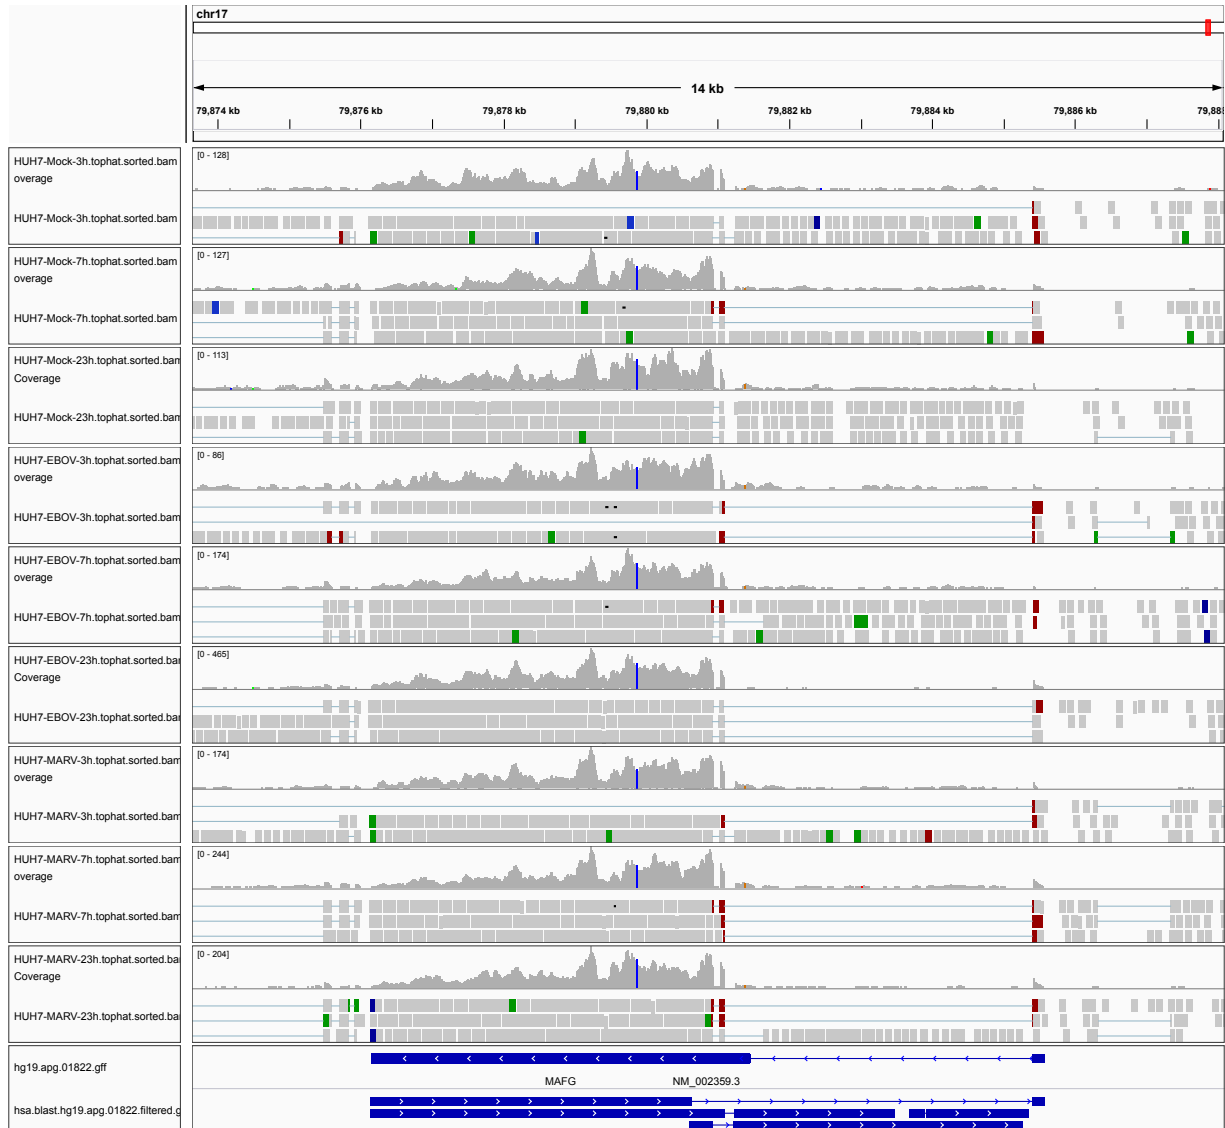 chr17
14 kb
79,874 kb 79,876 kb 79,878 kb 79,880 kb 79,882 kb 79,884 kb 79,886 kb 79,88
HUH7-Mock-3h.tophat.sorted.bam
overage
[0 - 128]
HUH7-Mock-3h.tophat.sorted.bam
HUH7-Mock-7h.tophat.sorted.bam
overage
[0 - 127]
HUH7-Mock-7h.tophat.sorted.bam
HUH7-Mock-23h.tophat.sorted.bam
Coverage
[0 - 113]
HUH7-Mock-23h.tophat.sorted.bam
HUH7-EBOV-3h.tophat.sorted.bam
overage
[0 - 86]
HUH7-EBOV-3h.tophat.sorted.bam
HUH7-EBOV-7h.tophat.sorted.bam
overage
[0 - 174]
HUH7-EBOV-7h.tophat.sorted.bam
HUH7-EBOV-23h.tophat.sorted.ba
Coverage
[0 - 465]
HUH7-EBOV-23h.tophat.sorted.ba
HUH7-MARV-3h.tophat.sorted.bam
overage
[0 - 174]
HUH7-MARV-3h.tophat.sorted.bam
HUH7-MARV-7h.tophat.sorted.bam
overage
[0 - 244]
HUH7-MARV-7h.tophat.sorted.bam
HUH7-MARV-23h.tophat.sorted.ba
Coverage
[0 - 204]
HUH7-MARV-23h.tophat.sorted.ba
hg19.apg.01822.gff
MAFG NM_002359.3
hsa.blast.hg19.apg.01822.filtered.g